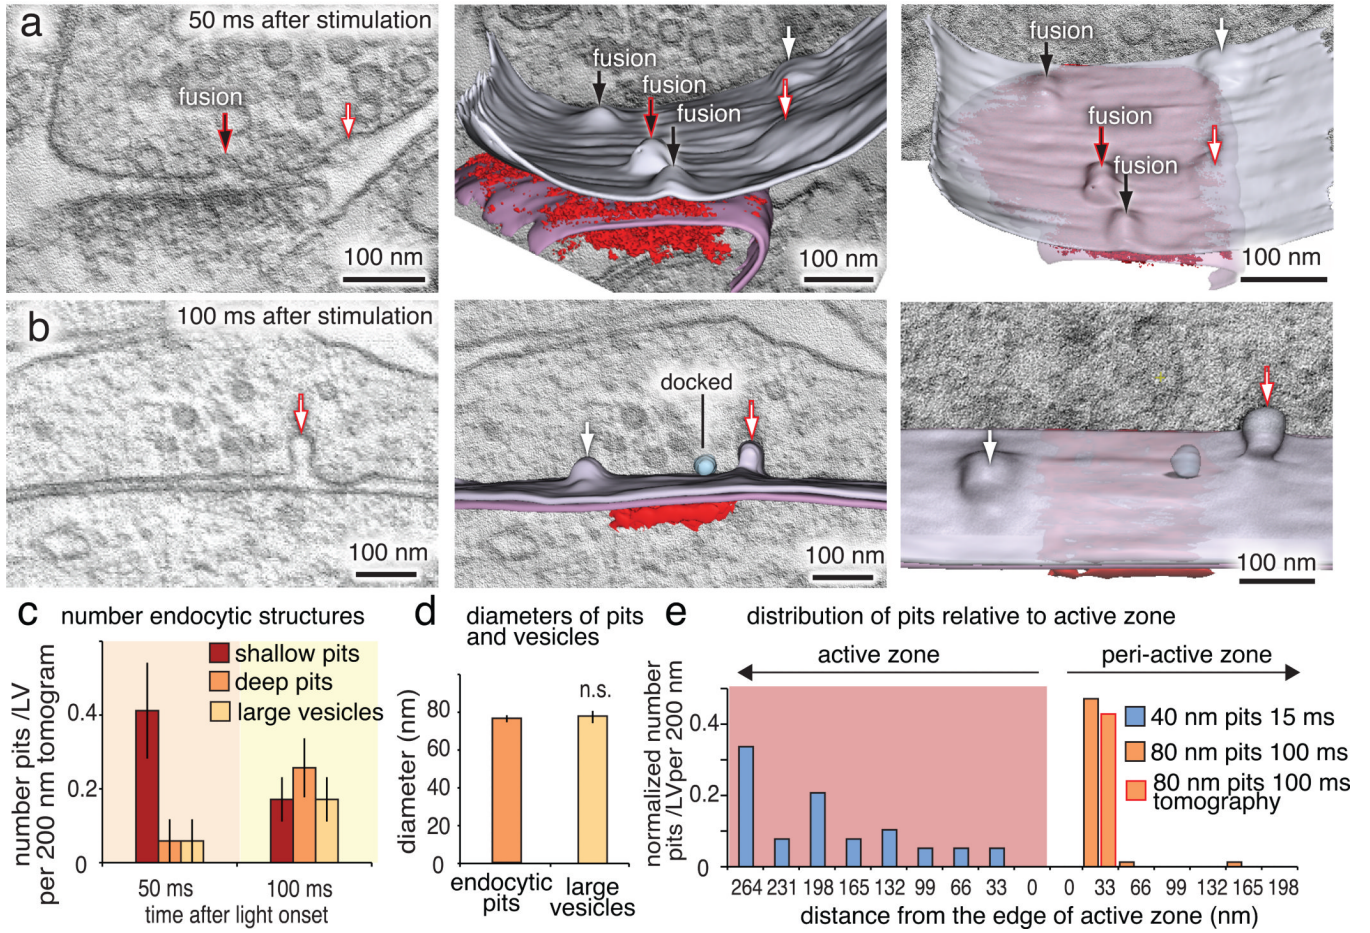 a
50 ms after stimulation
fusion
100 nm
fusion
fusion
fusion
100 nm
fusion
fusion
fusion
100 nm
b
100 ms after stimulation
100 nm
docked
100 nm
100 nm
c number endocytic structures
number pits /LV
per 200 nm tomogram
0.4
0.2
0
shallow pits
deep pits
large vesicles
50 ms
100 ms
time after light onset
d diameters of pits
and vesicles
diameter (nm)
80
60
40
20
0
n.s.
endocytic
pits
large
vesicles
e distribution of pits relative to active zone
active zone
peri-active zone
normalized number
pits /LVper 200 nm
0.4
0.2
0
40 nm pits 15 ms
80 nm pits 100 ms
80 nm pits 100 ms
tomography
264 231 198 165 132 99 66 33 0
0 33 66 99 132 165 198
distance from the edge of active zone (nm)